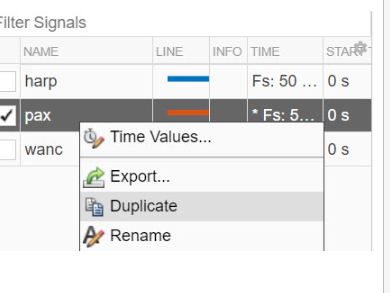 Filter Signals
NAME LINE INFO TIME START
harp Fs: 50 ... 0 s
pax * Fs: 5... 0 s
wanc 0 s
Time Values...
Export...
Duplicate
Rename